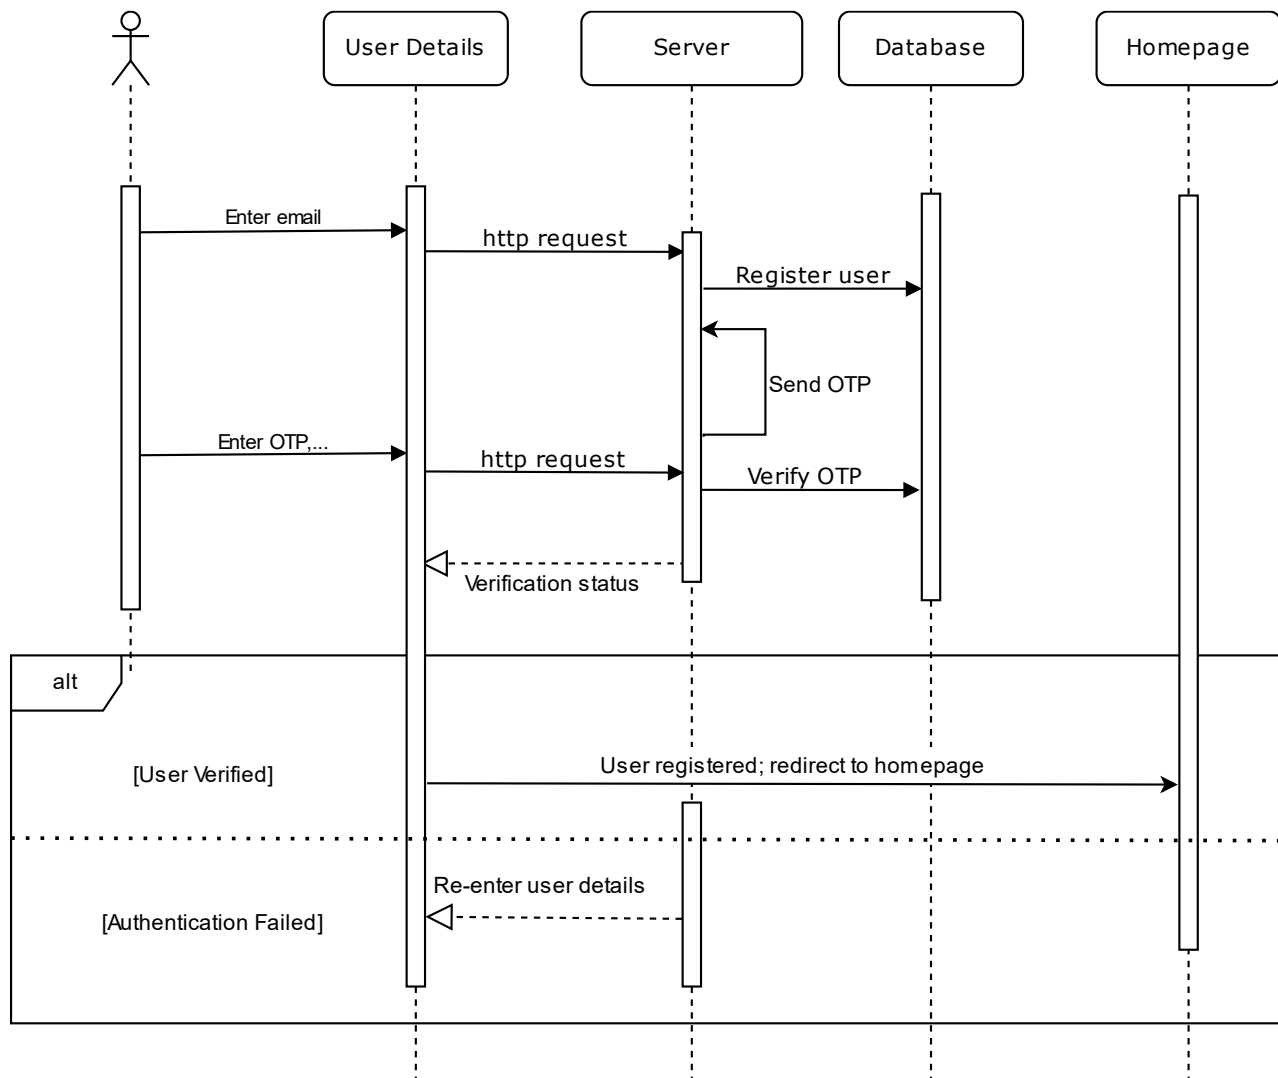 User Details
Server
Database
Homepage
Enter email
http request
Register user
Send OTP
Enter OTP,...
http request
Verify OTP
Verification status
alt
User registered; redirect to homepage
[User Verified]
Re-enter user details
[Authentication Failed]